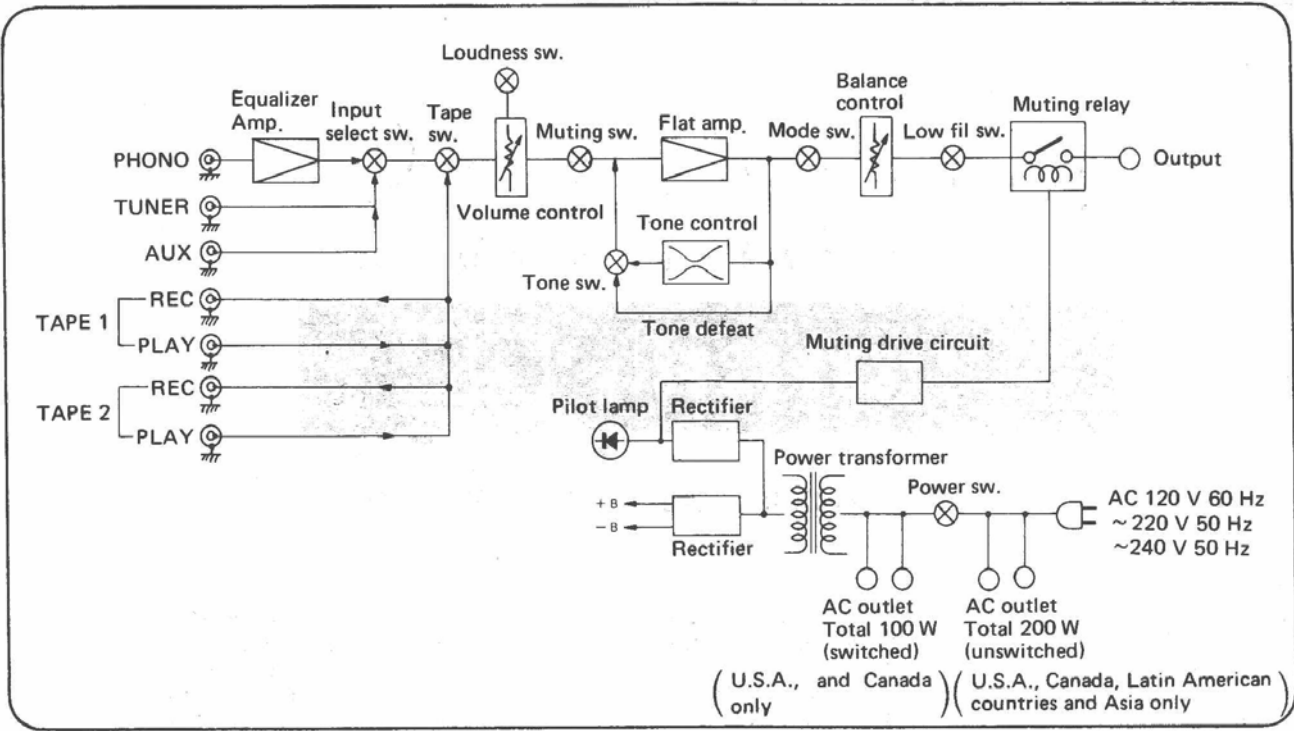 Loudness sw.
Equalizer
Amp.
Input
select sw.
Tape
sw.
Muting sw.
Flat amp.
Mode sw.
Balance
control
Low fil sw.
Muting relay
PHONO
Output
TUNER
Volume control
AUX
Tone control
Tone sw.
TAPE 1
REC
PLAY
Tone defeat
Muting drive circuit
TAPE 2
REC
PLAY
Pilot lamp
Rectifier
Power transformer
Power sw.
+ B
− B
Rectifier
AC 120 V 60 Hz
~ 220 V 50 Hz
~240 V 50 Hz
AC outlet
Total 100 W
(switched)
(U.S.A., and Canada
only)
AC outlet
Total 200 W
(unswitched)
(U.S.A., Canada, Latin American
countries and Asia only)